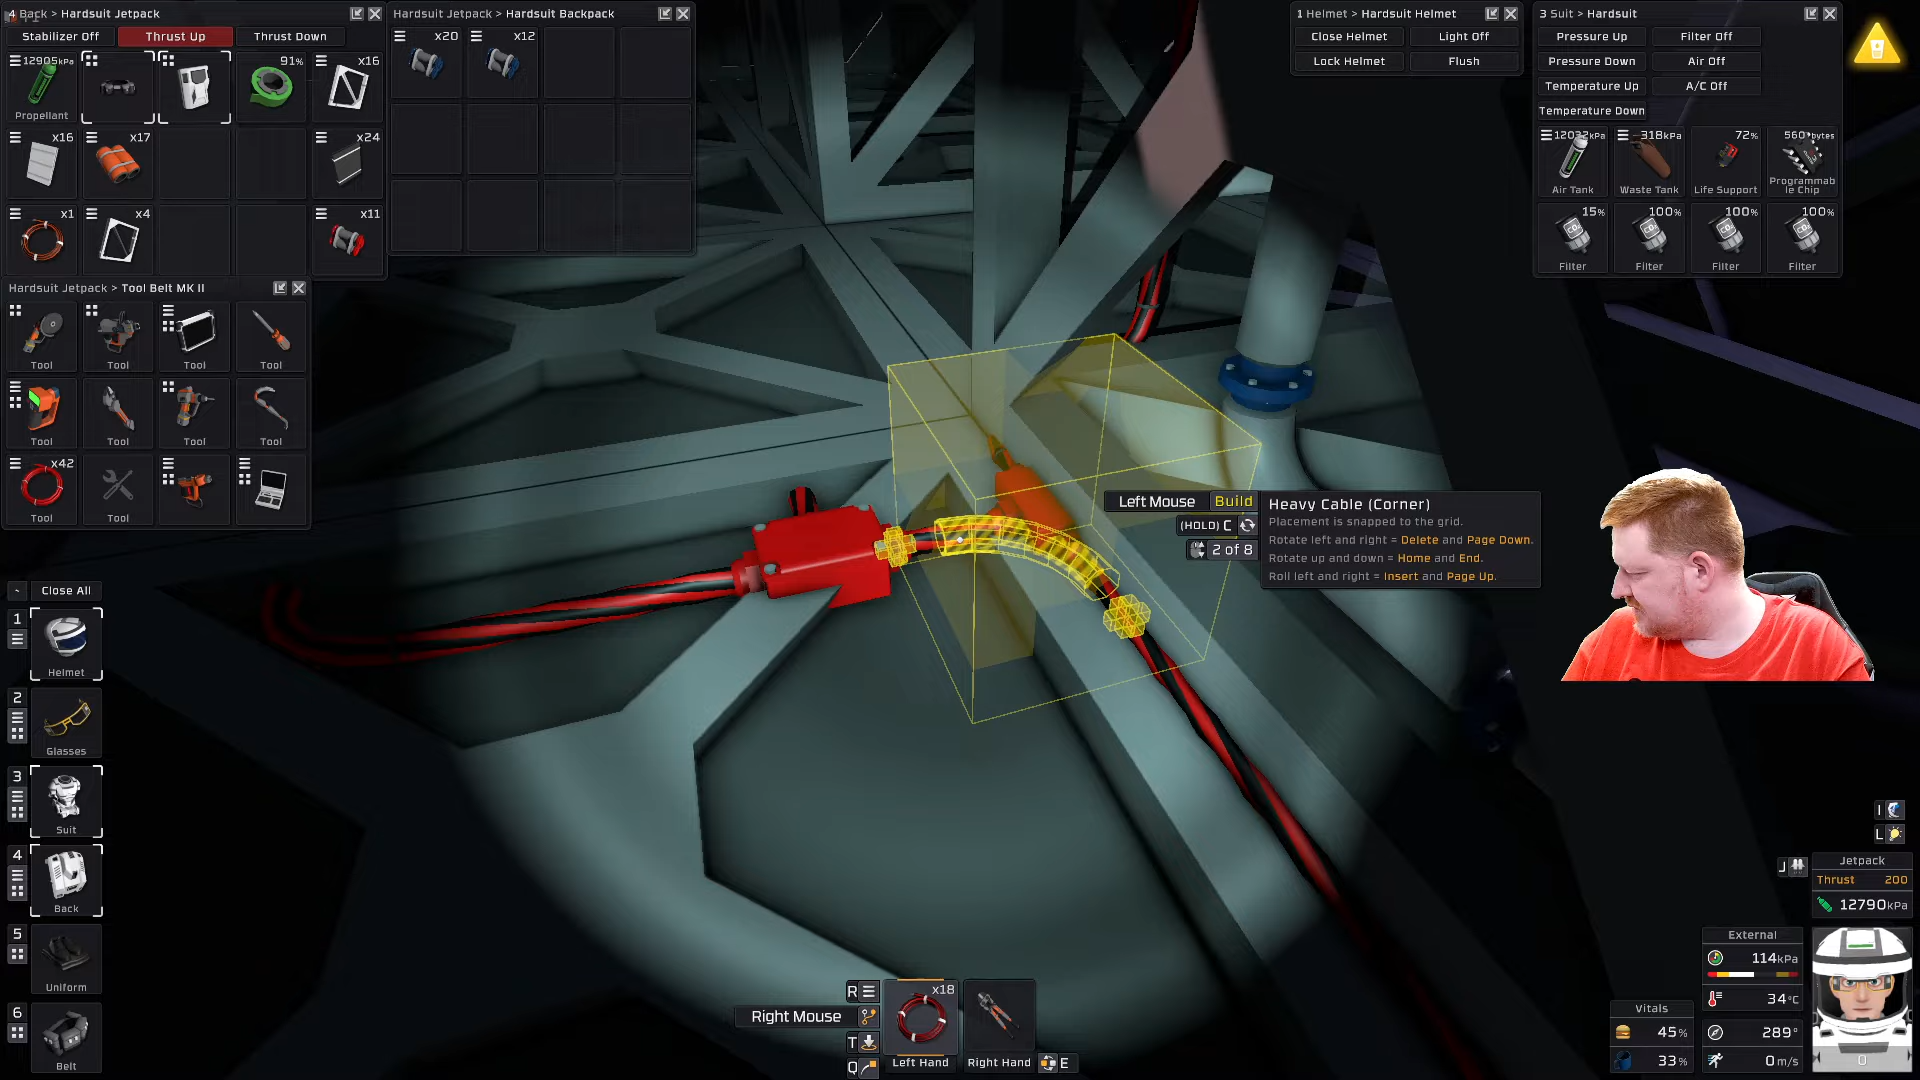 4 Back > Hardsuit Jetpack
Stabilizer Off
Thrust Up
Thrust Down
12905kPa
Propellant
91%
x16
x16
x17
x24
x1
x4
x11
Hardsuit Jetpack > Hardsuit Backpack
x20
x12
Hardsuit Jetpack > Tool Belt MK II
Tool
Tool
Tool
Tool
Tool
Tool
Tool
Tool
x42
Tool
Tool
Tool
Tool
1 Helmet > Hardsuit Helmet
Close Helmet
Light Off
Lock Helmet
Flush
3 Suit > Hardsuit
Pressure Up
Filter Off
Pressure Down
Air Off
Temperature Up
A/C Off
Temperature Down
12032kPa
Air Tank
318kPa
Waste Tank
72%
Life Support
560 bytes
Programmab
le Chip
15%
Filter
100%
Filter
100%
Filter
100%
Filter
Left Mouse Build
(HOLD) C
2 of 8
Heavy Cable (Corner)
Placement is snapped to the grid.
Rotate left and right = Delete and Page Down.
Rotate up and down = Home and End.
Roll left and right = Insert and Page Up.
~ Close All
1
Helmet
2
Glasses
3
Suit
4
Back
5
Uniform
6
Belt
R
Right Mouse
T
Q
x18
Left Hand
Right Hand
E
I
L
J
Jetpack
Thrust 200
12790kPa
External
114kPa
34°C
289°
0m/s
Vitals
45%
33%
0